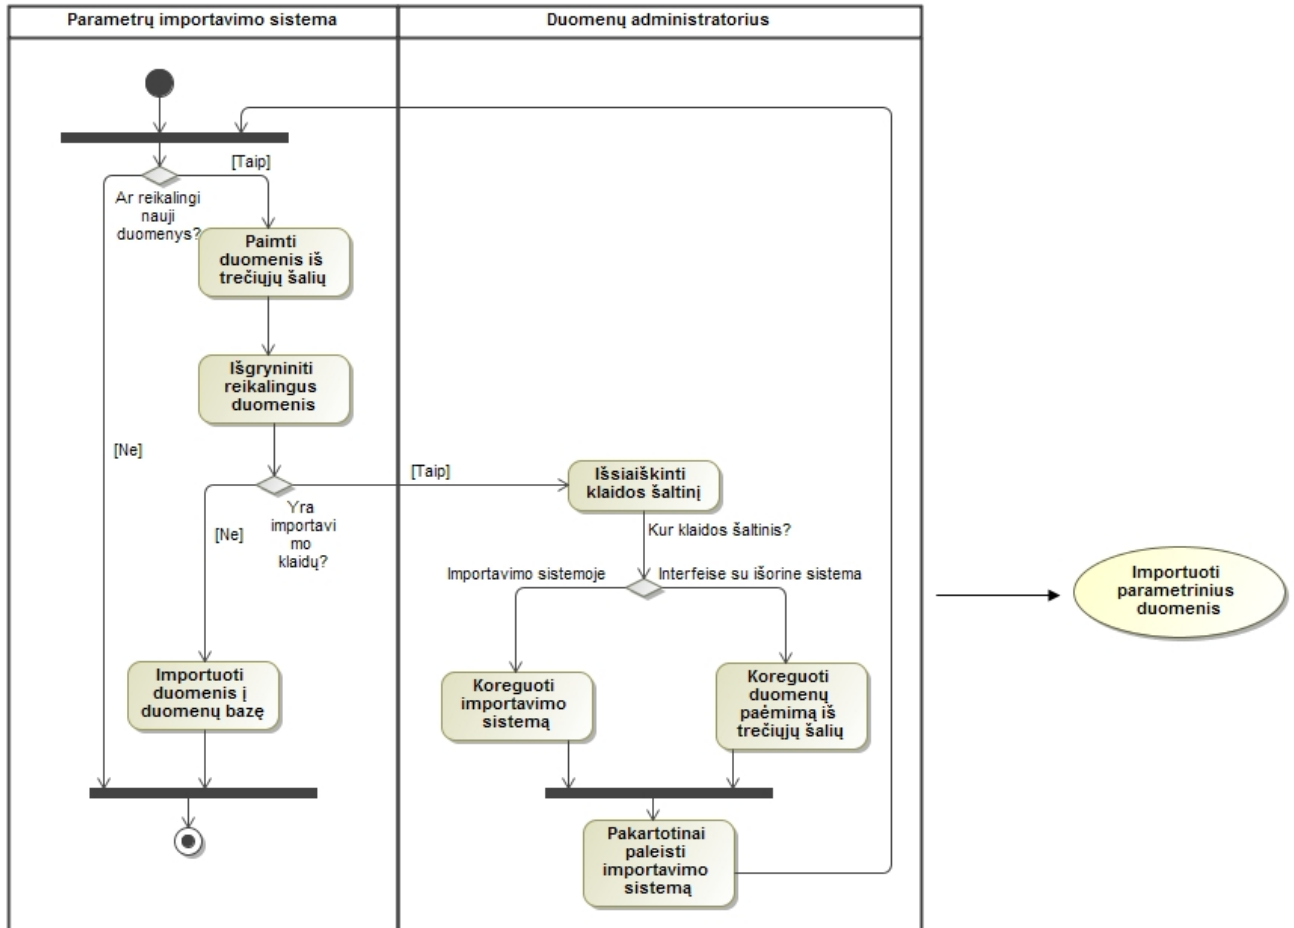 Parametrų importavimo sistema
Duomenų administratorius
[Taip]
Ar reikalingi
nauji
duomenys?
Paimti
duomenis iš
trečiųjų šalių
Išgryniniti
reikalingus
duomenis
[Ne]
[Taip]
Yra
importavi
mo
klaidų?
[Ne]
Išsiaiškinti
klaidos šaltinį
Kur klaidos šaltinis?
Importavimo sistemoje
Interfeise su išorine sistema
Importuoti
duomenis į
duomenų bazę
Koreguoti
importavimo
sistemą
Koreguoti
duomenų
paėmimą iš
trečiųjų šalių
Pakartotinai
paleisti
importavimo
sistemą
Importuoti
parametrinius
duomenis